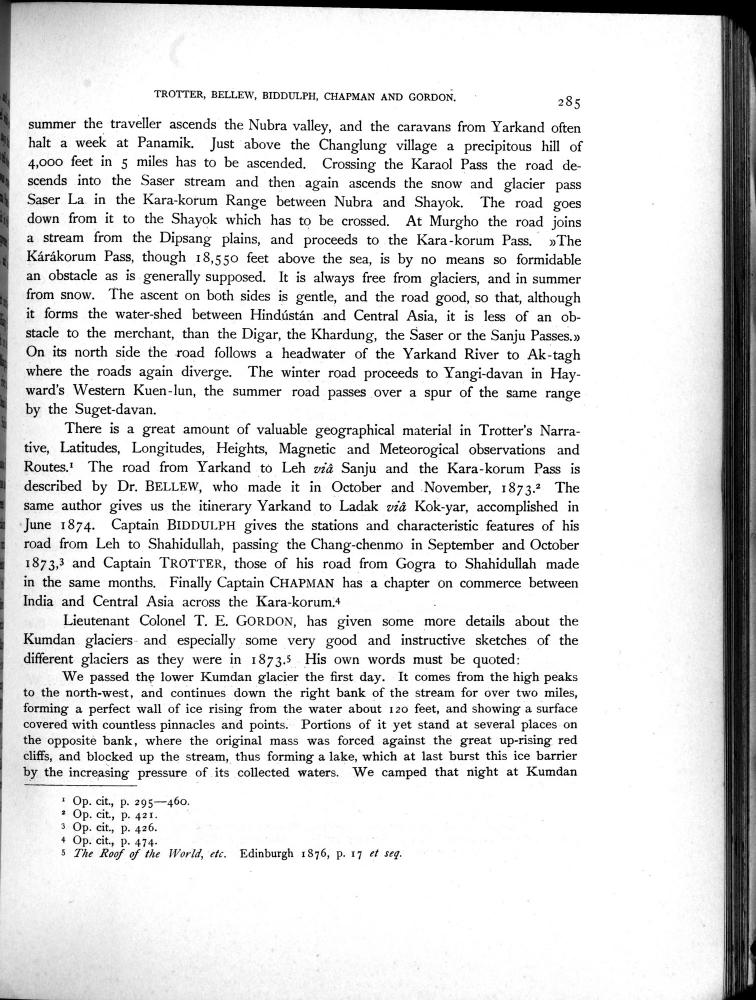 TROTTER, BELLEW, BIDDULPH, CHAPMAN AND GORDON.
285
summer the traveller ascends the Nubra valley, and the caravans from Yarkand often
halt a week at Panamik. Just above the Changlung village a precipitous hill of
4,000 feet in 5 miles has to be ascended. Crossing the Karaol Pass the road de-
scends into the Saser stream and then again ascends the snow and glacier pass
Saser La in the Kara-korum Range between Nubra and Shayok. The road goes
down from it to the Shayok which has to be crossed. At Murgho the road joins
a stream from the Dipsang plains, and proceeds to the Kara-korum Pass. »The
Kárákorum Pass, though 18,550 feet above the sea, is by no means so formidable
an obstacle as is generally supposed. It is always free from glaciers, and in summer
from snow. The ascent on both sides is gentle, and the road good, so that, although
it forms the water-shed between Hindústán and Central Asia, it is less of an ob-
stacle to the merchant, than the Digar, the Khardung, the Saser or the Sanju Passes.»
On its north side the road follows a headwater of the Yarkand River to Ak-tagh
where the roads again diverge. The winter road proceeds to Yangi-davan in Hay-
ward's Western Kuen-lun, the summer road passes over a spur of the same range
by the Suget-davan.
There is a great amount of valuable geographical material in Trotter's Narra-
tive, Latitudes, Longitudes, Heights, Magnetic and Meteorogical observations and
Routes.¹ The road from Yarkand to Leh viâ Sanju and the Kara-korum Pass is
described by Dr. BELLEW, who made it in October and November, 1873.² The
same author gives us the itinerary Yarkand to Ladak viâ Kok-yar, accomplished in
June 1874. Captain BIDDULPH gives the stations and characteristic features of his
road from Leh to Shahidullah, passing the Chang-chenmo in September and October
1873,³ and Captain TROTTER, those of his road from Gogra to Shahidullah made
in the same months. Finally Captain CHAPMAN has a chapter on commerce between
India and Central Asia across the Kara-korum.⁴
Lieutenant Colonel T. E. GORDON, has given some more details about the
Kumdan glaciers and especially some very good and instructive sketches of the
different glaciers as they were in 1873.⁵ His own words must be quoted:
We passed the lower Kumdan glacier the first day. It comes from the high peaks
to the north-west, and continues down the right bank of the stream for over two miles,
forming a perfect wall of ice rising from the water about 120 feet, and showing a surface
covered with countless pinnacles and points. Portions of it yet stand at several places on
the opposite bank, where the original mass was forced against the great up-rising red
cliffs, and blocked up the stream, thus forming a lake, which at last burst this ice barrier
by the increasing pressure of its collected waters. We camped that night at Kumdan
¹ Op. cit., p. 295—460.
² Op. cit., p. 421.
³ Op. cit., p. 426.
⁴ Op. cit., p. 474.
⁵ The Roof of the World, etc. Edinburgh 1876, p. 17 et seq.